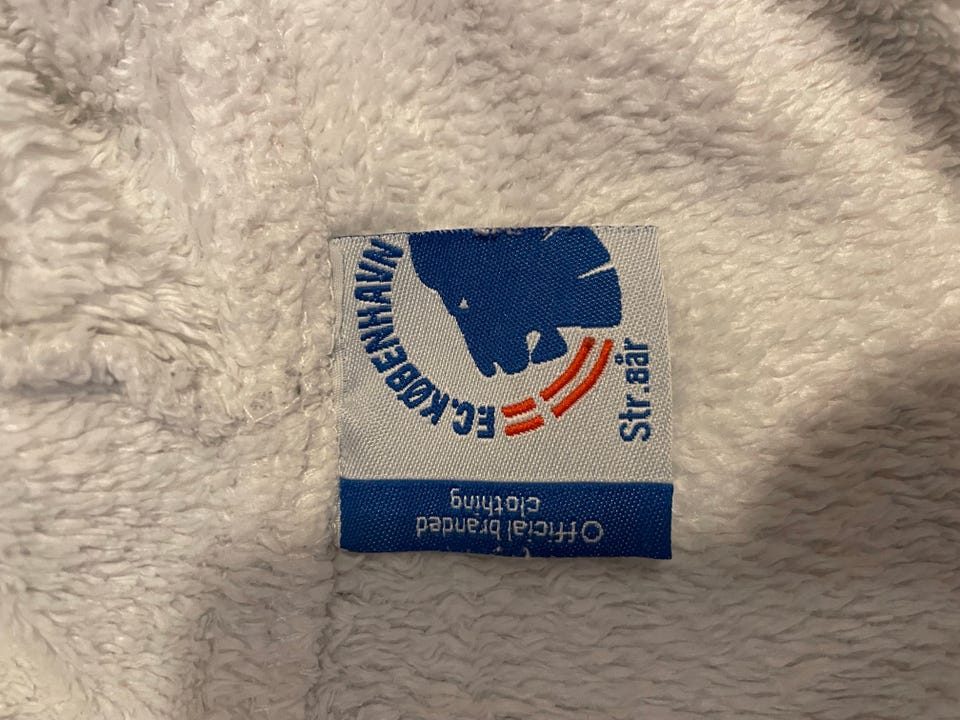 F.C. KØBENHAVN
Str. 8år
Official branded
clothing